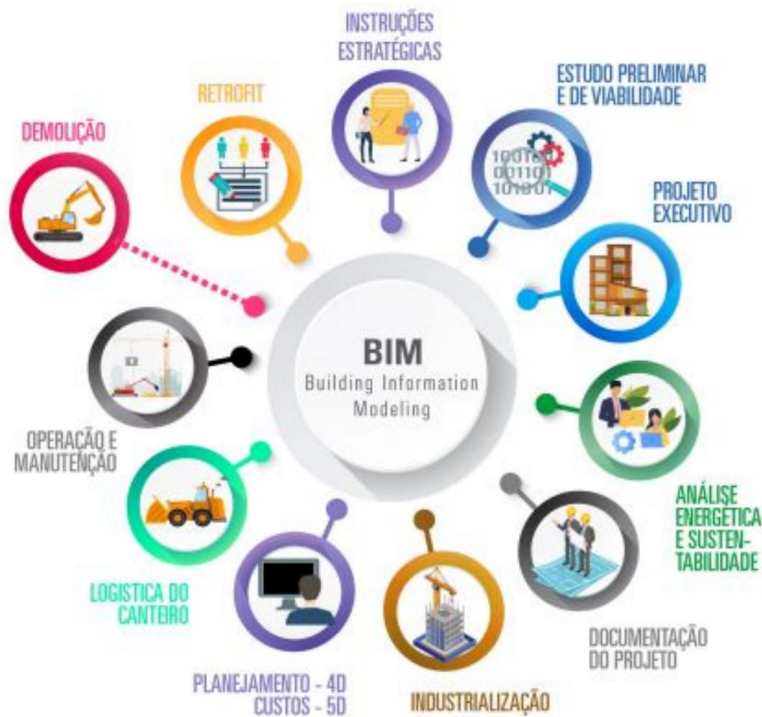 INSTRUÇÕES
ESTRATÉGICAS
ESTUDO PRELIMINAR
E DE VIABILIDADE
PROJETO
EXECUTIVO
ANÁLISE
ENERGÉTICA
E SUSTEN-
TABILIDADE
DOCUMENTAÇÃO
DO PROJETO
INDUSTRIALIZAÇÃO
PLANEJAMENTO - 4D
CUSTOS - 5D
LOGISTICA DO
CANTEIRO
OPERAÇÃO E
MANUTENÇÃO
DEMOLIÇÃO
RETROFIT
BIM
Building Information
Modeling
001101